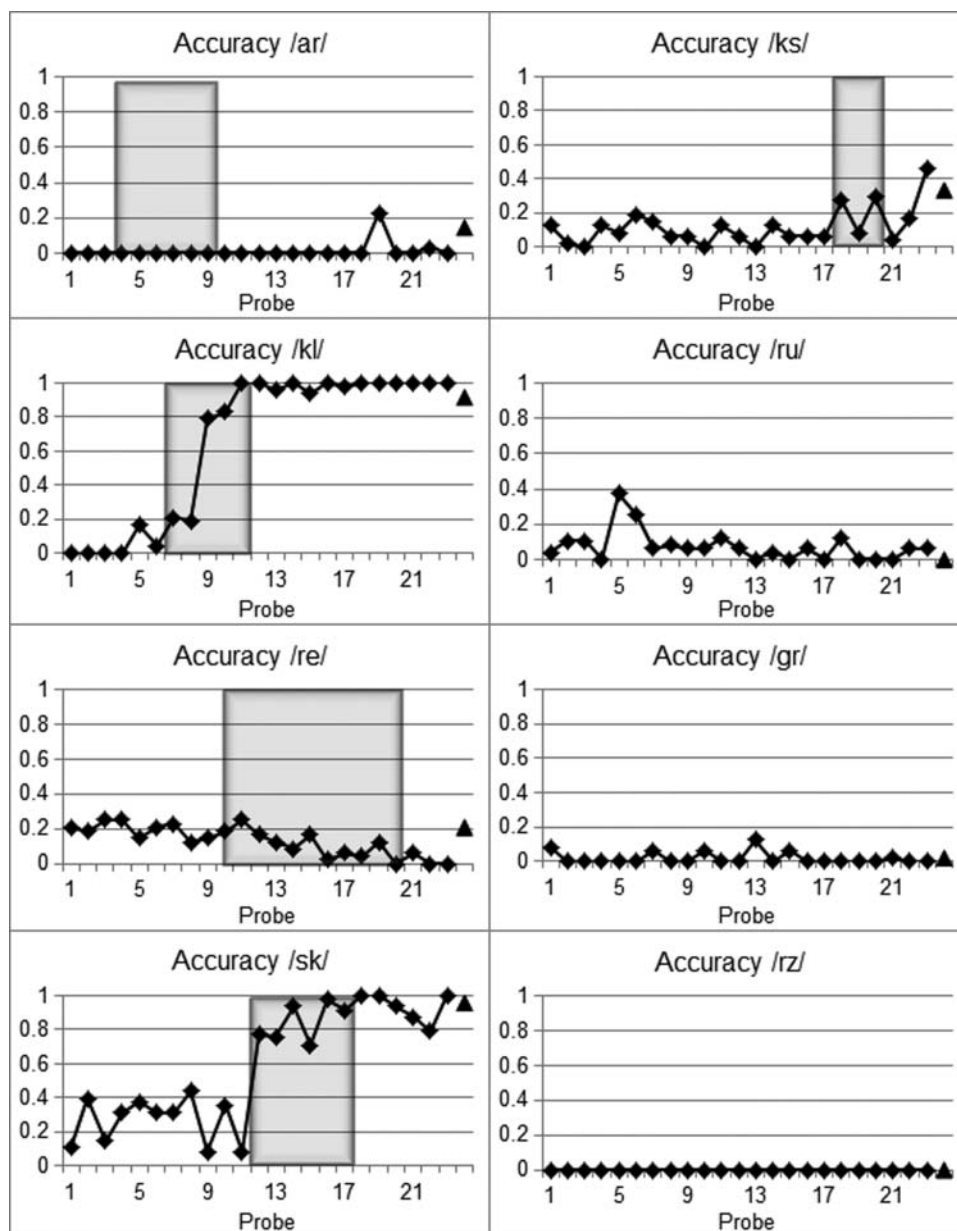 Accuracy /ar/
1
0.8
0.6
0.4
0.2
0
1 5 9 13 17 21
Probe
Accuracy /ks/
1
0.8
0.6
0.4
0.2
0
1 5 9 13 17 21
Probe
Accuracy /kl/
1
0.8
0.6
0.4
0.2
0
1 5 9 13 17 21
Probe
Accuracy /ru/
1
0.8
0.6
0.4
0.2
0
1 5 9 13 17 21
Probe
Accuracy /re/
1
0.8
0.6
0.4
0.2
0
1 5 9 13 17 21
Probe
Accuracy /gr/
1
0.8
0.6
0.4
0.2
0
1 5 9 13 17 21
Probe
Accuracy /sk/
1
0.8
0.6
0.4
0.2
0
1 5 9 13 17 21
Probe
Accuracy /rz/
1
0.8
0.6
0.4
0.2
0
1 5 9 13 17 21
Probe